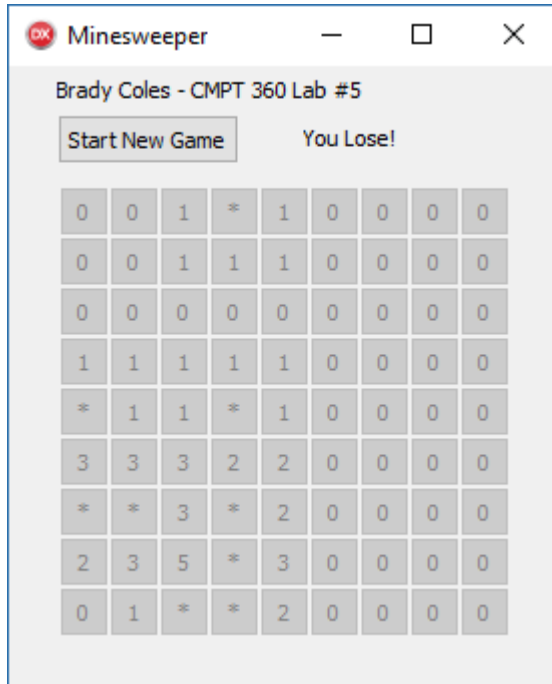 DX Minesweeper
Brady Coles - CMPT 360 Lab #5
Start New Game You Lose!
0 0 1 * 1 0 0 0 0
0 0 1 1 1 0 0 0 0
0 0 0 0 0 0 0 0 0
1 1 1 1 1 0 0 0 0
* 1 1 * 1 0 0 0 0
3 3 3 2 2 0 0 0 0
* * 3 * 2 0 0 0 0
2 3 5 * 3 0 0 0 0
0 1 * * 2 0 0 0 0